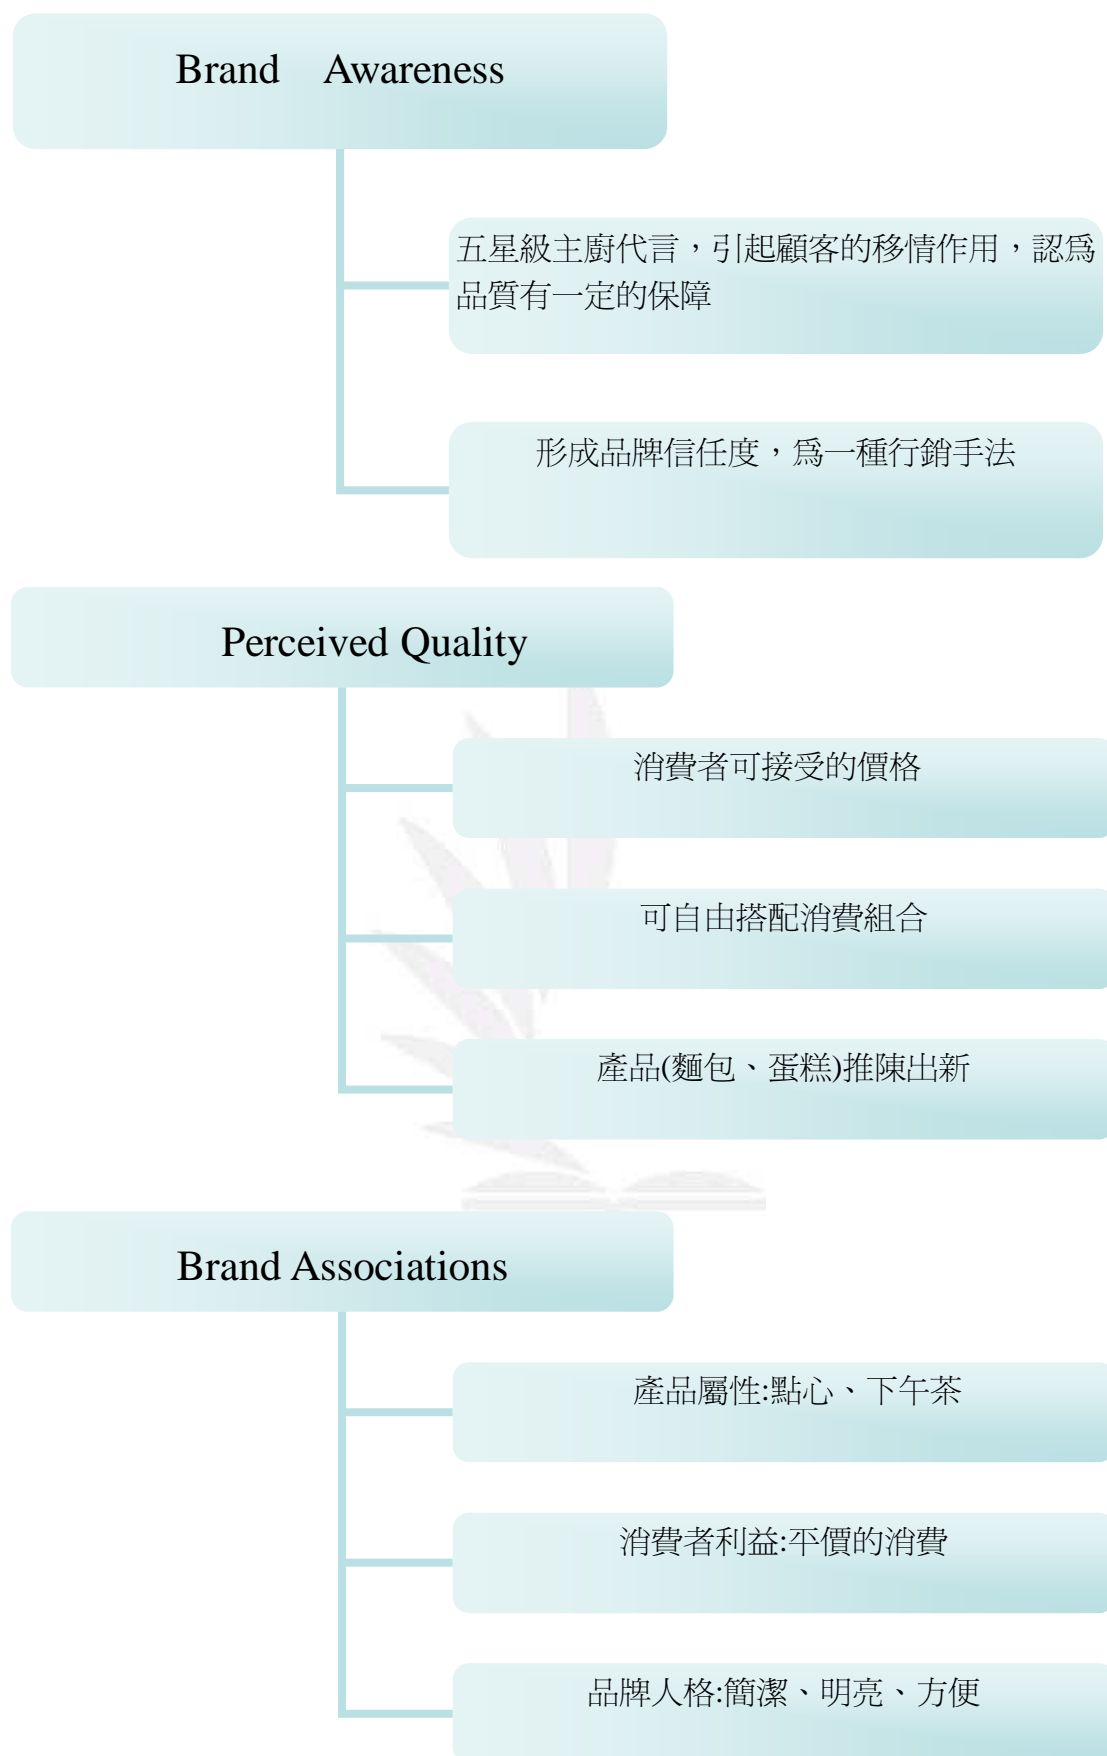 Brand Awareness
五星級主廚代言，引起顧客的移情作用，認為
品質有一定的保障
形成品牌信任度，為一種行銷手法
Perceived Quality
消費者可接受的價格
可自由搭配消費組合
產品(麵包、蛋糕)推陳出新
Brand Associations
產品屬性:點心、下午茶
消費者利益:平價的消費
品牌人格:簡潔、明亮、方便